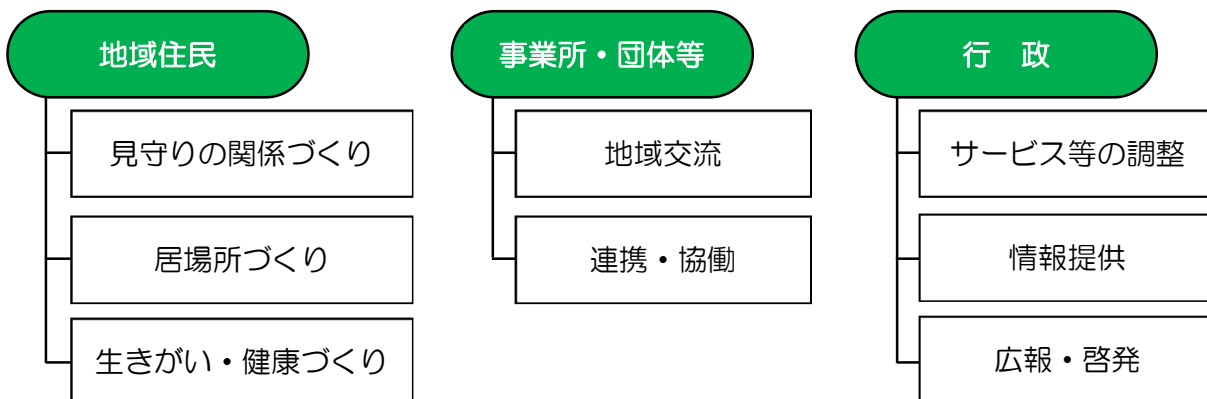 地域住民
見守りの関係づくり
居場所づくり
生きがい・健康づくり
事業所・団体等
地域交流
連携・協働
行　政
サービス等の調整
情報提供
広報・啓発